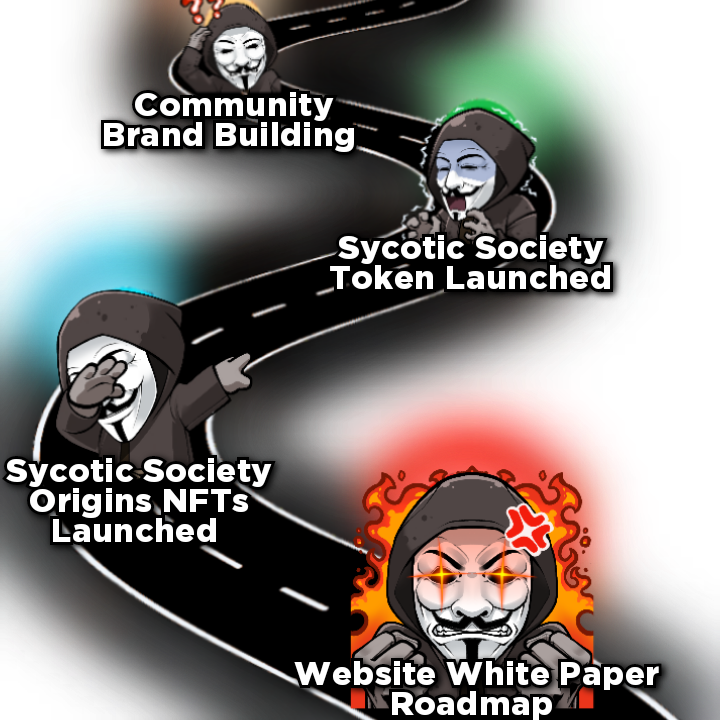 ??
Community
Brand Building
Sycotic Society
Token Launched
Sycotic Society
Origins NFTs
Launched
Website White Paper
Roadmap